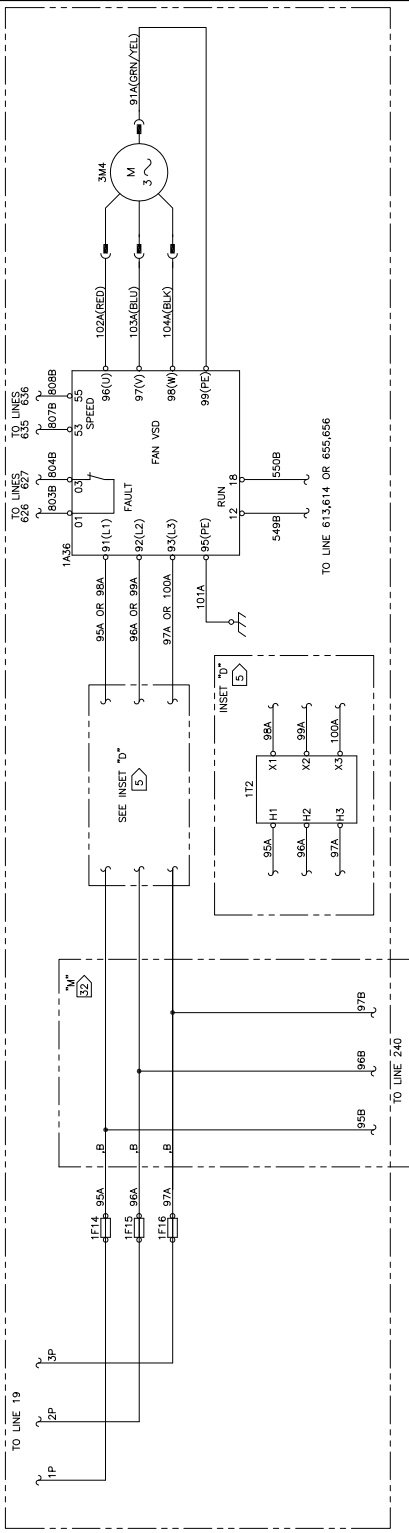 TO LINE 19
1P
2P
3P
1F14
1F15
1F16
95A
96A
97A
,B
,B
,B
"M"
32
95B
96B
97B
TO LINE 240
SEE INSET "D"
5
INSET "D"
5
1T2
H1
H2
H3
X1
X2
X3
95A
96A
97A
98A
99A
100A
95A OR 98A
96A OR 99A
97A OR 100A
101A
1A36
91(L1)
92(L2)
93(L3)
95(PE)
TO LINES
626 627
803B 804B
01 03
FAULT
TO LINES
635 636
807B 808B
53 55
SPEED
FAN VSD
RUN
12 18
549B 550B
TO LINE 613,614 OR 655,656
96(U)
97(V)
98(W)
99(PE)
102A(RED)
103A(BLU)
104A(BLK)
3M4
M
3
91A(GRN/YEL)